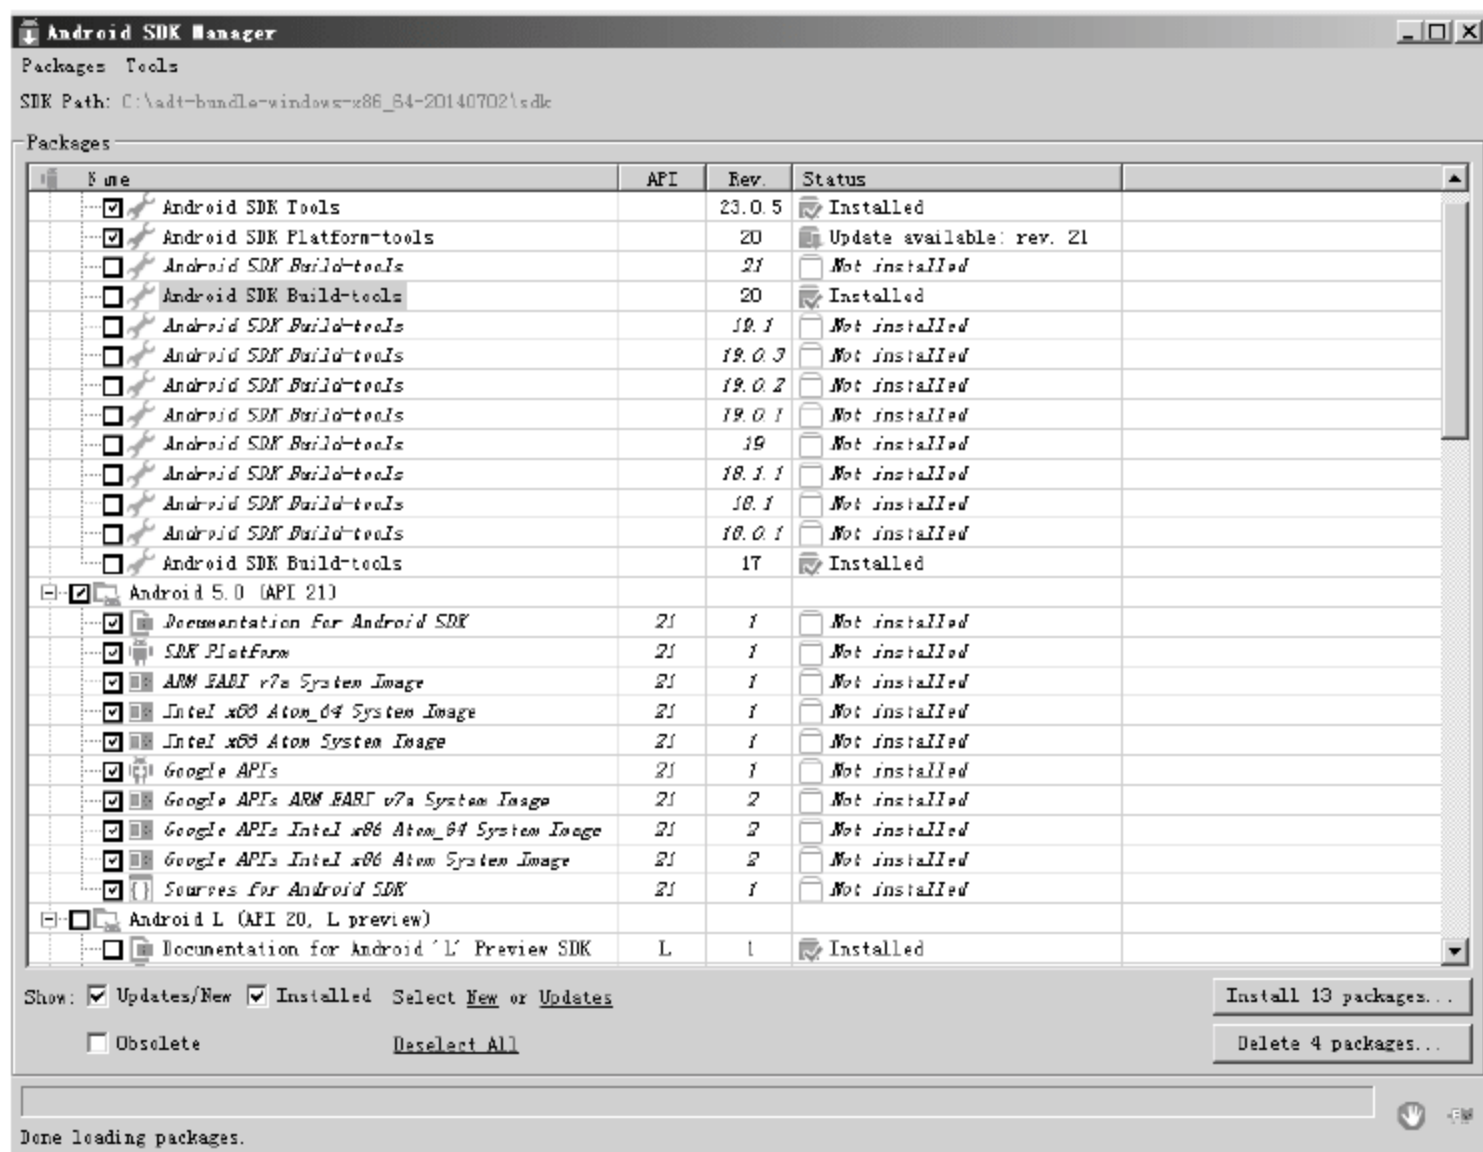 Android SDK Manager
Packages Tools
SDK Path: C:\adt-bundle-windows-x86_64-20140702\sdk
Packages
Name API Rev. Status
Android SDK Tools 23.0.5 Installed
Android SDK Platform-tools 20 Update available: rev. 21
Android SDK Build-tools 21 Not installed
Android SDK Build-tools 20 Installed
Android SDK Build-tools 19.1 Not installed
Android SDK Build-tools 19.0.3 Not installed
Android SDK Build-tools 19.0.2 Not installed
Android SDK Build-tools 19.0.1 Not installed
Android SDK Build-tools 19 Not installed
Android SDK Build-tools 18.1.1 Not installed
Android SDK Build-tools 18.1 Not installed
Android SDK Build-tools 18.0.1 Not installed
Android SDK Build-tools 17 Installed
Android 5.0 (API 21)
Documentation for Android SDK 21 1 Not installed
SDK Platform 21 1 Not installed
ARM EABI v7a System Image 21 1 Not installed
Intel x86 Atom_64 System Image 21 1 Not installed
Intel x86 Atom System Image 21 1 Not installed
Google APIs 21 1 Not installed
Google APIs ARM EABI v7a System Image 21 2 Not installed
Google APIs Intel x86 Atom_64 System Image 21 2 Not installed
Google APIs Intel x86 Atom System Image 21 2 Not installed
Sources for Android SDK 21 1 Not installed
Android L (API 20, L preview)
Documentation for Android 'L' Preview SDK L 1 Installed
Show: Updates/New Installed Select New or Updates Install 13 packages...
Obsolete Deselect All Delete 4 packages...
Done loading packages.